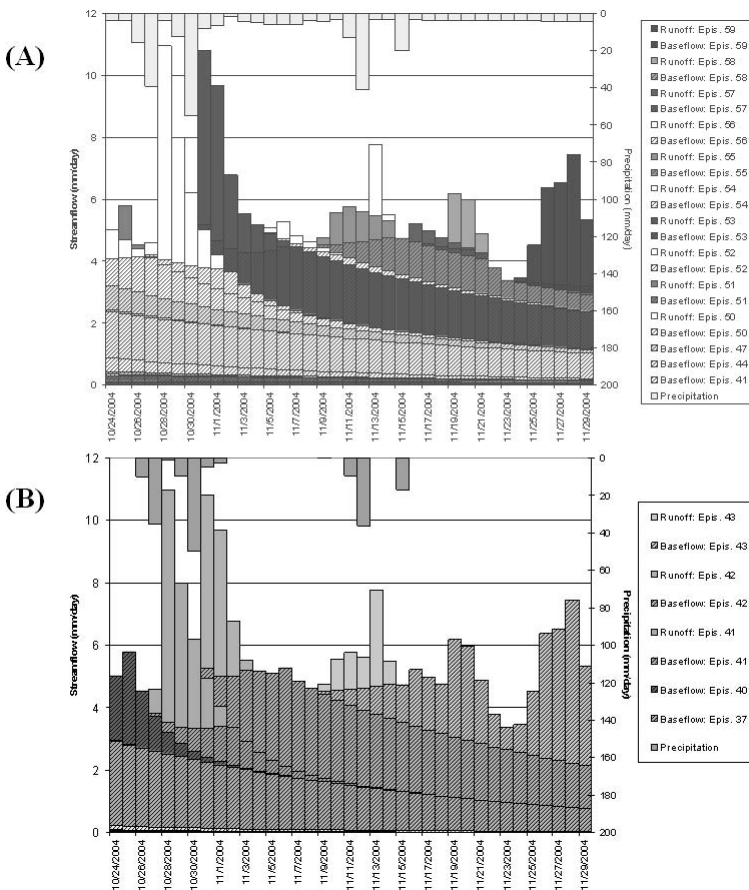 (A)
12
10
8
6
4
2
0
Streamflow (mm/day)
0
20
40
60
80
100
120
140
160
180
200
Precipitation (mm/day)
10/24/2004
10/26/2004
10/28/2004
10/30/2004
11/1/2004
11/3/2004
11/5/2004
11/7/2004
11/9/2004
11/11/2004
11/13/2004
11/15/2004
11/17/2004
11/19/2004
11/21/2004
11/23/2004
11/25/2004
11/27/2004
11/29/2004
Runoff: Epis. 59
Baseflow: Epis. 59
Runoff: Epis. 58
Baseflow: Epis. 58
Runoff: Epis. 57
Baseflow: Epis. 57
Runoff: Epis. 56
Baseflow: Epis. 56
Runoff: Epis. 55
Baseflow: Epis. 55
Runoff: Epis. 54
Baseflow: Epis. 54
Runoff: Epis. 53
Baseflow: Epis. 53
Runoff: Epis. 52
Baseflow: Epis. 52
Runoff: Epis. 51
Baseflow: Epis. 51
Runoff: Epis. 50
Baseflow: Epis. 50
Baseflow: Epis. 47
Baseflow: Epis. 44
Baseflow: Epis. 41
Precipitation
(B)
12
10
8
6
4
2
0
Streamflow (mm/day)
0
20
40
60
80
100
120
140
160
180
200
Precipitation (mm/day)
10/24/2004
10/26/2004
10/28/2004
10/30/2004
11/1/2004
11/3/2004
11/5/2004
11/7/2004
11/9/2004
11/11/2004
11/13/2004
11/15/2004
11/17/2004
11/19/2004
11/21/2004
11/23/2004
11/25/2004
11/27/2004
11/29/2004
Runoff: Epis. 43
Baseflow: Epis. 43
Runoff: Epis. 42
Baseflow: Epis. 42
Runoff: Epis. 41
Baseflow: Epis. 41
Baseflow: Epis. 40
Baseflow: Epis. 37
Precipitation